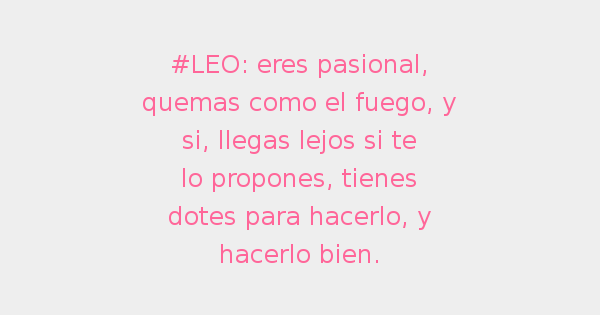 #LEO: eres pasional,
quemas como el fuego, y
si, llegas lejos si te
lo propones, tienes
dotes para hacerlo, y
hacerlo bien.